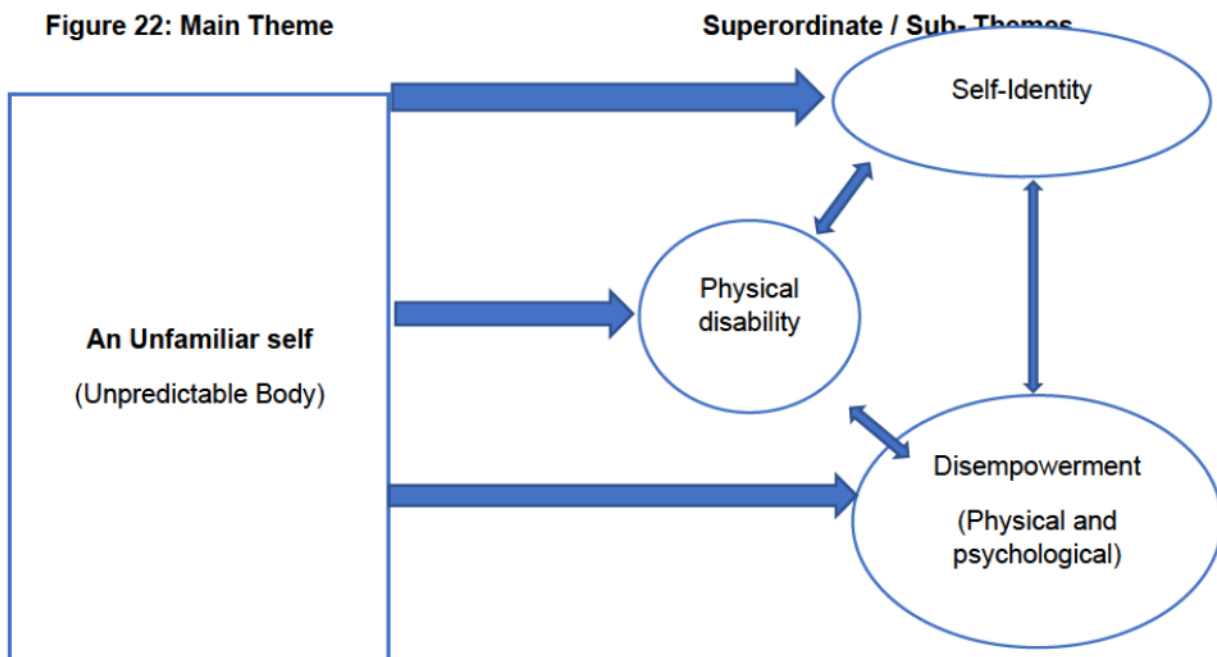 Figure 22: Main Theme
Superordinate / Sub- Themes
Self-Identity
Physical
disability
An Unfamiliar self
(Unpredictable Body)
Disempowerment
(Physical and
psychological)